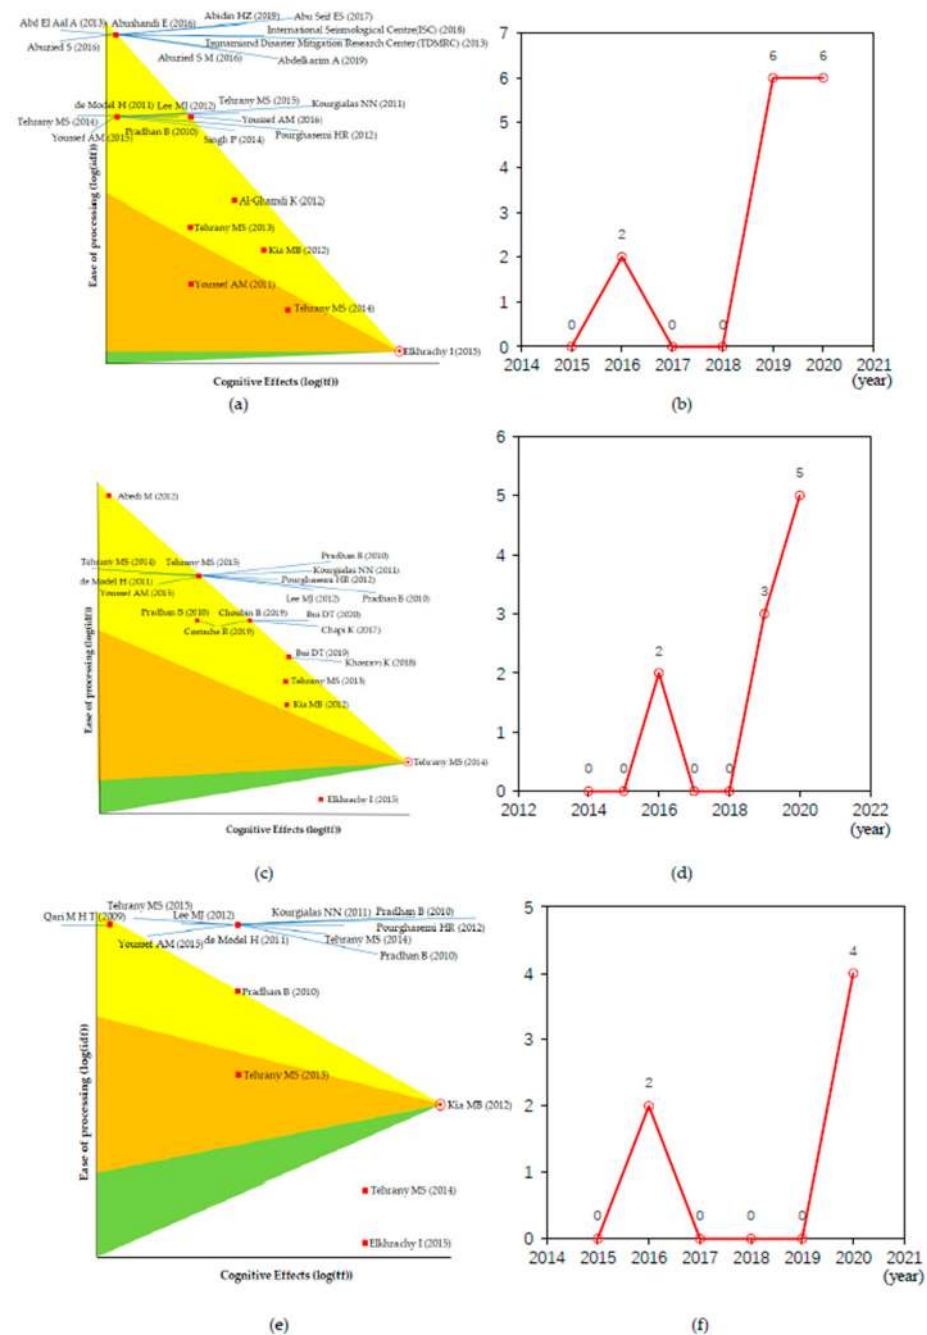 Abd El Aal A (2013) Abushandi E (2016) Abidin HZ (2019) Abu Seif ES (2017)
International Seismological Centre(ISC) (2018)
Abuzied S (2016) Tsunamiand Disaster Mitigation Research Center (TDMRC) (2013)
Abuzied S M (2016) Abdelkarim A (2019)
de Model H (2011) Lee MJ (2012) Tehrany MS (2015) Kourgialas NN (2011)
Tehrany MS (2014) Youssef AM (2016)
Youssef AM (2015) Pradhan B (2010) Singh P (2014) Pourghasemi HR (2012)
Al-Ghamdi K (2012)
Tehrany MS (2013)
Kia MB (2012)
Youssef AM (2011)
Tehrany MS (2014)
Elkhrachy I (2015)
Ease of processing (log(idf))
Cognitive Effects (log(tf))
(a)
7
6
5
4
3
2
1
0
0 2 0 0 6 6
2014 2015 2016 2017 2018 2019 2020 2021
(year)
(b)
Abedi M (2012)
Tehrany MS (2014) Tehrany MS (2015) Pradhan B (2010)
Kourgialas NN (2011)
de Model H (2011) Pourghasemi HR (2012)
Youssef AM (2015) Lee MJ (2012) Pradhan B (2010)
Pradhan B (2010) Choubin B (2019) Bui DT (2020)
Costache R (2019) Chapi K (2017)
Bui DT (2019)
Khosravi K (2018)
Tehrany MS (2013)
Kia MB (2012)
Tehrany MS (2014)
Elkhrachy I (2015)
Ease of processing (log(idf))
Cognitive Effects (log(tf))
(c)
6
5
4
3
2
1
0
0 0 2 0 0 3 5
2012 2014 2016 2018 2020 2022
(year)
(d)
Tehrany MS (2015)
Qari M H T (2009) Lee MJ (2012) Kourgialas NN (2011) Pradhan B (2010)
Pourghasemi HR (2012)
Youssef AM (2015) de Model H (2011) Tehrany MS (2014)
Pradhan B (2010)
Pradhan B (2010)
Tehrany MS (2013)
Kia MB (2012)
Tehrany MS (2014)
Elkhrachy I (2015)
Ease of processing (log(idf))
Cognitive Effects (log(tf))
(e)
5
4
3
2
1
0
0 2 0 0 0 4
2014 2015 2016 2017 2018 2019 2020 2021
(year)
(f)